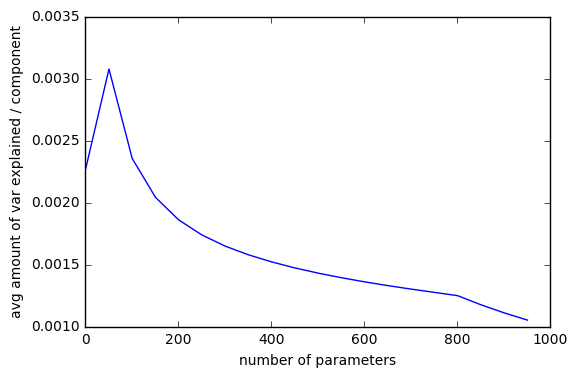 0.0035
0.0030
0.0025
0.0020
0.0015
0.0010
avg amount of var explained / component
0 200 400 600 800 1000
number of parameters